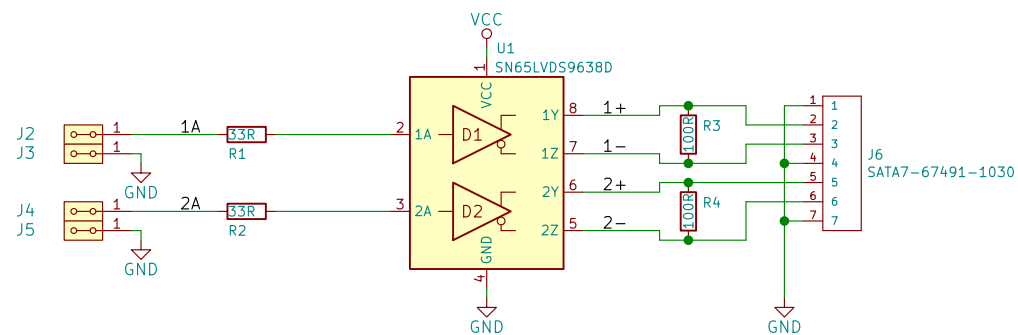 VCC
U1
SN65LVDS9638D
1
VCC
J2
1
1A
33R
R1
2
1A
D1
1Y
8
1+
1Z
7
1-
100R
R3
J3
1
GND
J4
1
2A
33R
R2
3
2A
D2
2Y
6
2+
2Z
5
2-
100R
R4
J5
1
GND
GND
4
GND
1 1
2 2
3 3
4 4
5 5
6 6
7 7
J6
SATA7-67491-1030
GND